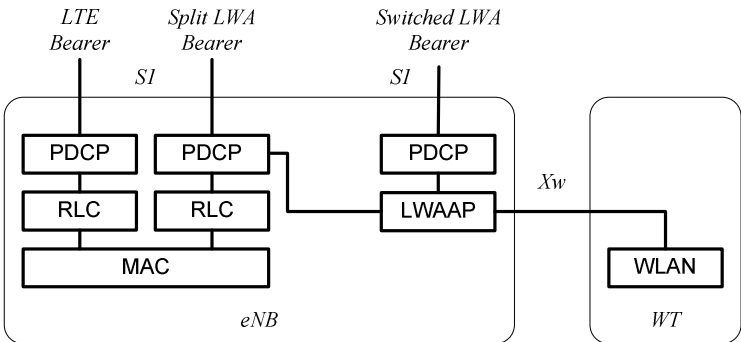 LTE
Bearer
Split LWA
Bearer
Switched LWA
Bearer
S1
S1
PDCP
PDCP
PDCP
RLC
RLC
LWAAP
Xw
MAC
WLAN
eNB
WT